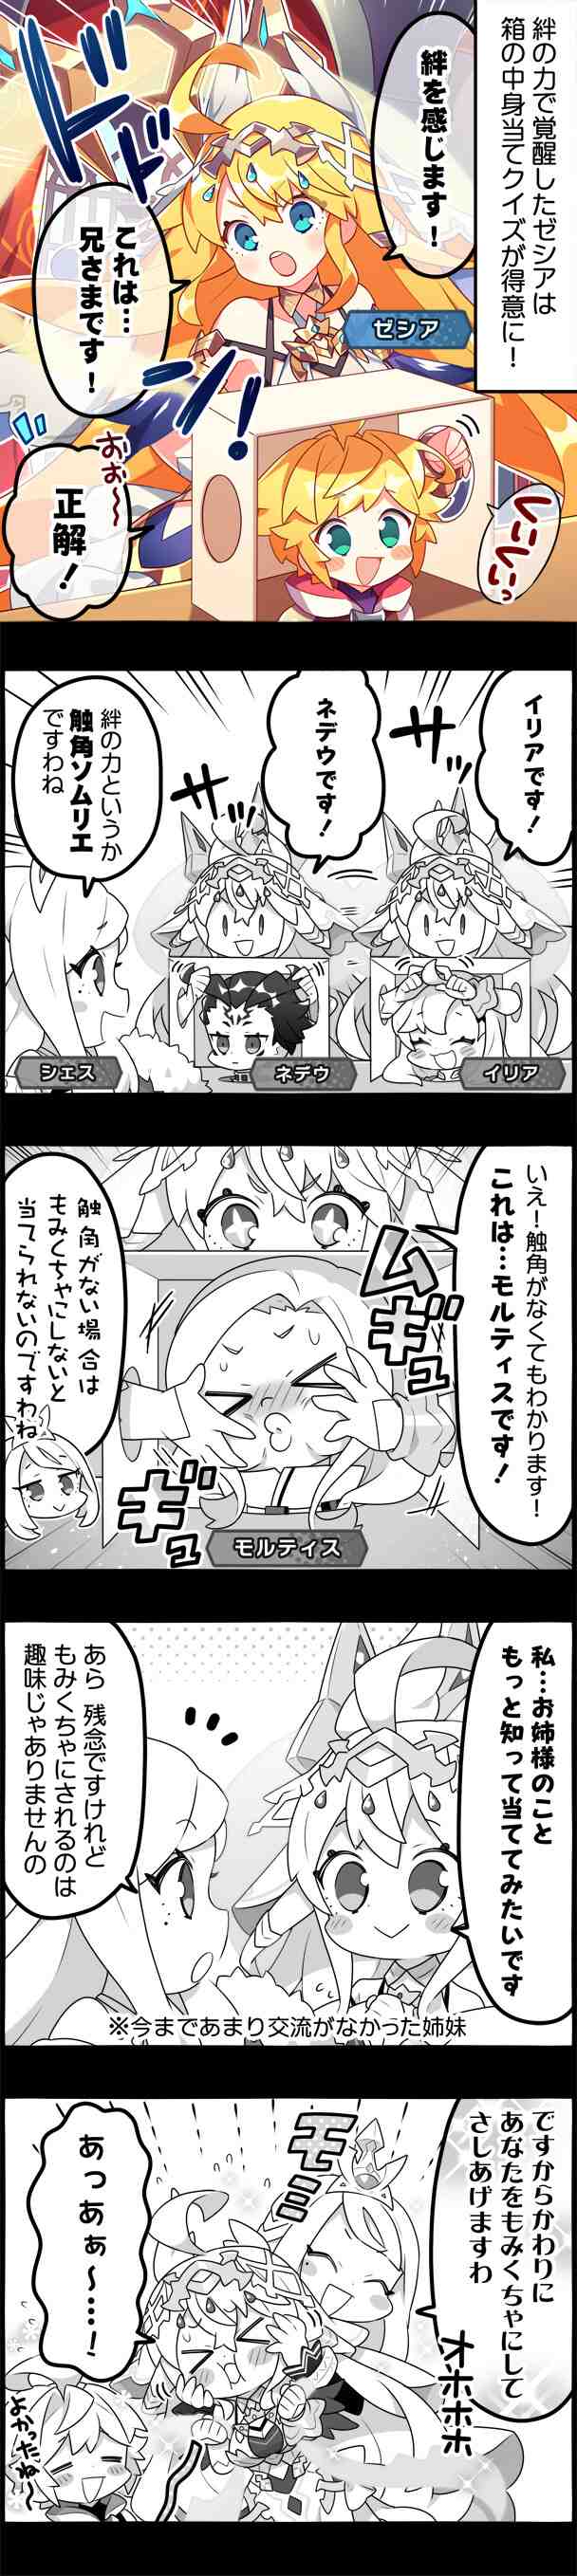 絆の力で覚醒したゼシアは
箱の中身当てクイズが得意に！
絆を感じます！
ドドド
これは…
兄さまです！
ゼシア
ーン！
おぉ〜
正解！
くいくいっ
イリアです！
サッ
ネデウです！
サッ
絆の力というか
触角ソムリエ
ですわね
イリア
ネデウ
シェス
いえ！触角がなくてもわかります！
これは…モルティスです！
ムギュ
ギュ
触角がない場合は
もみくちゃにしないと
当てられないのですわね
モルティス
私…お姉様のこと
もっと知って当ててみたいです
あら 残念ですけれど
もみくちゃにされるのは
趣味じゃありませんの
※今まであまり交流がなかった姉妹
ですからかわりに
あなたをもみくちゃにして
さしあげますわ
オホホホ
モミ
あっあぁ〜…！
よかったね〜